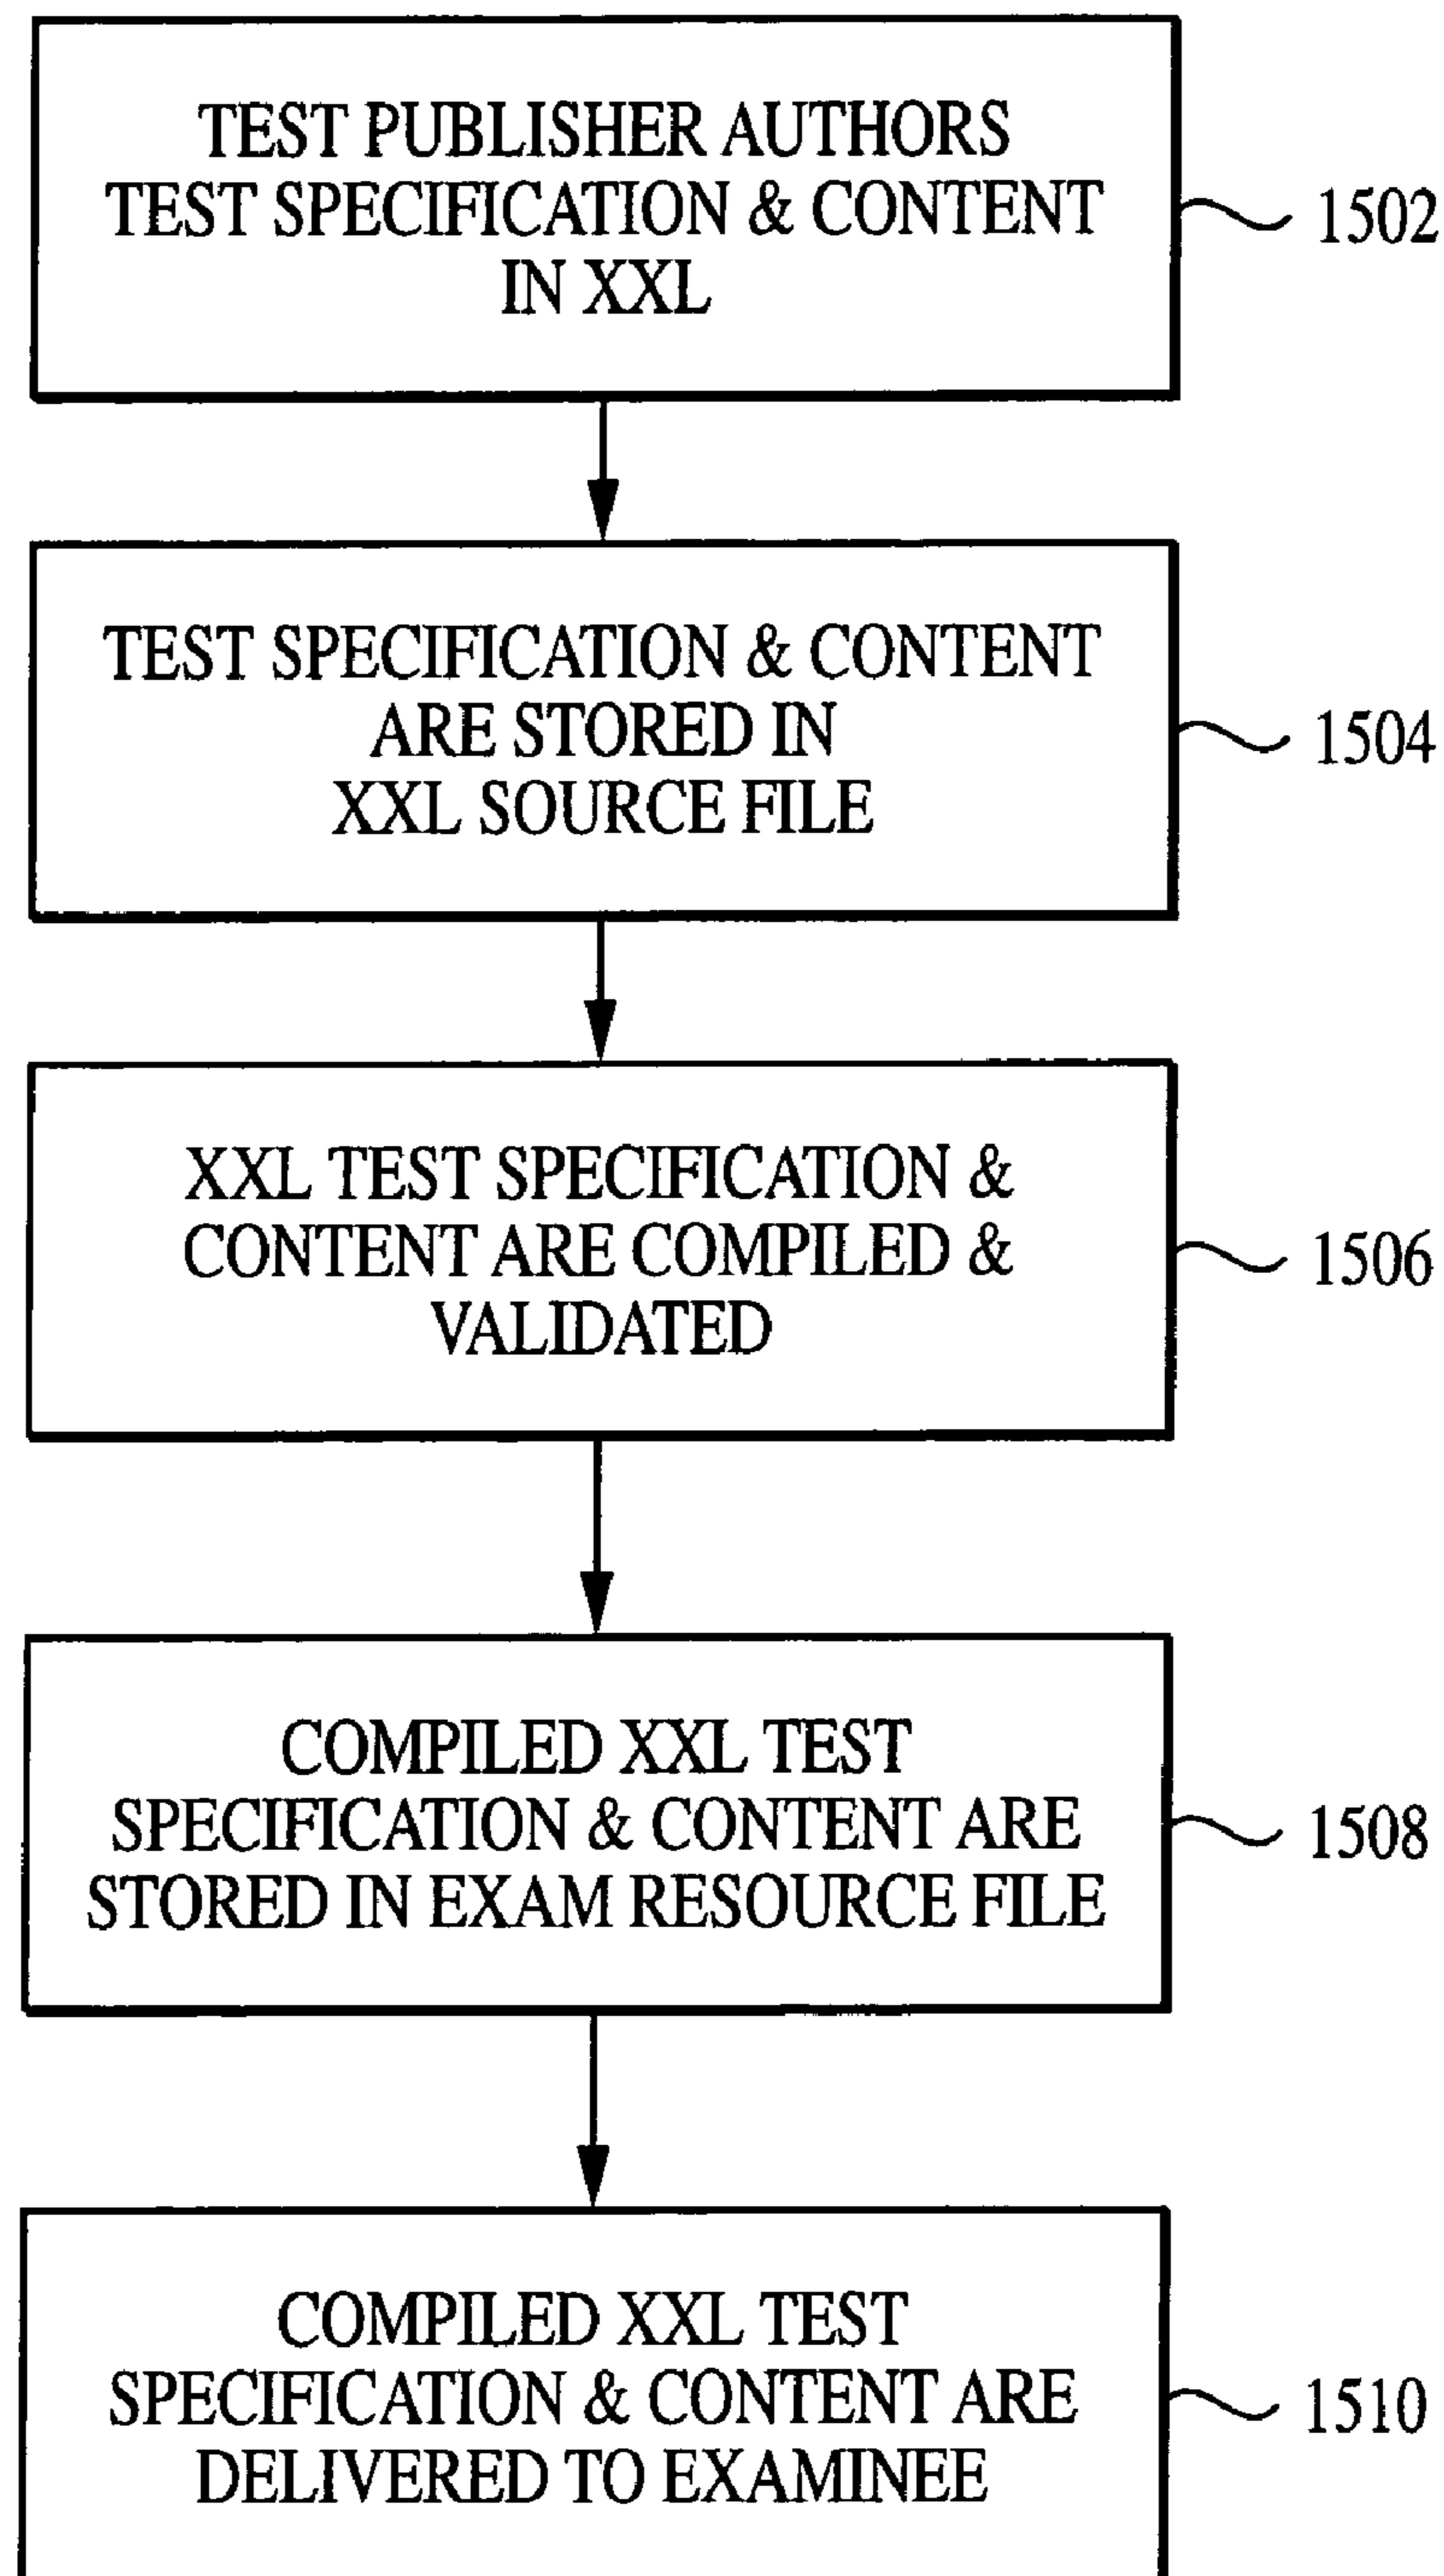 TEST PUBLISHER AUTHORS
TEST SPECIFICATION & CONTENT
IN XXL
1502
TEST SPECIFICATION & CONTENT
ARE STORED IN
XXL SOURCE FILE
1504
XXL TEST SPECIFICATION &
CONTENT ARE COMPILED &
VALIDATED
1506
COMPILED XXL TEST
SPECIFICATION & CONTENT ARE
STORED IN EXAM RESOURCE FILE
1508
COMPILED XXL TEST
SPECIFICATION & CONTENT ARE
DELIVERED TO EXAMINEE
1510